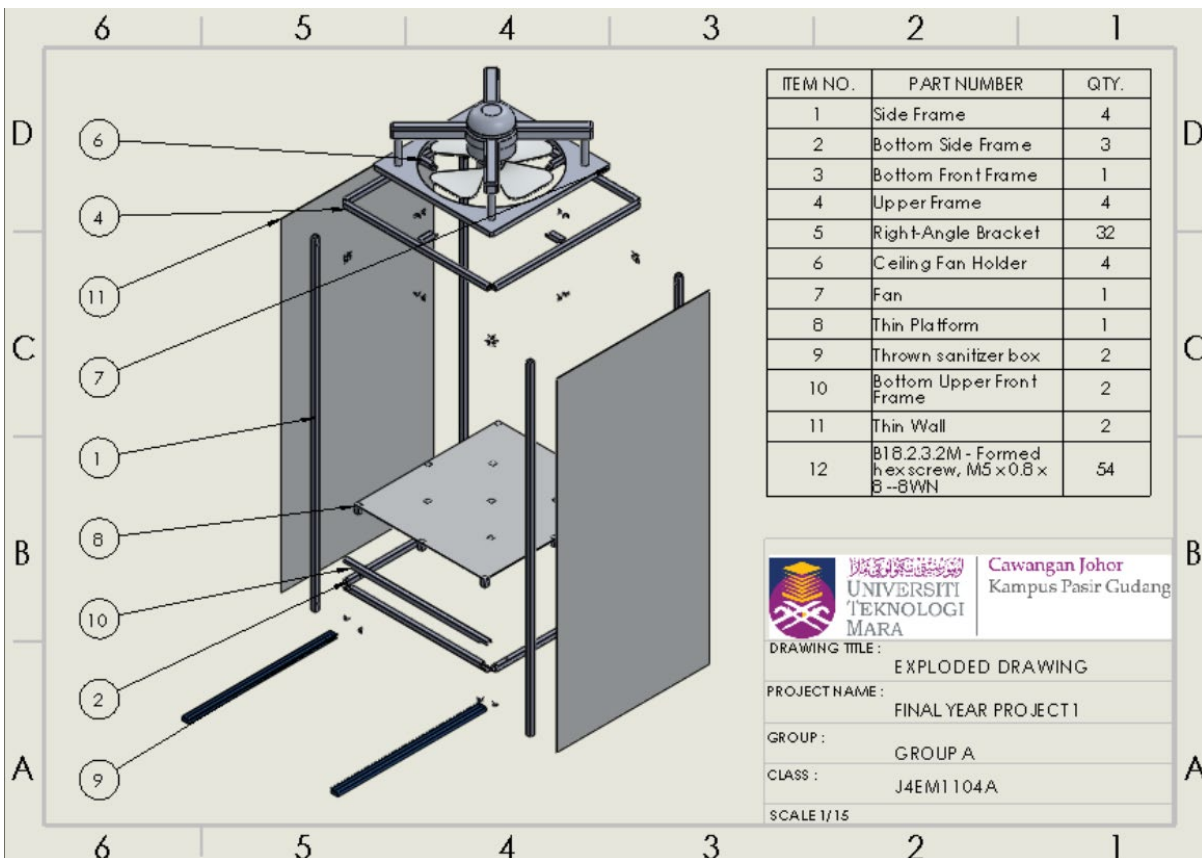 6 5 4 3 2 1
D D
C C
B B
A A
6
4
11
7
1
8
10
2
9
ITEM NO. PART NUMBER QTY.
1 Side Frame 4
2 Bottom Side Frame 3
3 Bottom Front Frame 1
4 Upper Frame 4
5 Right-Angle Bracket 32
6 Ceiling Fan Holder 4
7 Fan 1
8 Thin Platform 1
9 Thrown sanitizer box 2
10 Bottom Upper Front
Frame 2
11 Thin Wall 2
12 B18.2.3.2M - Formed
hex screw, M5 x 0.8 x
8 --8WN 54
UNIVERSITI
TEKNOLOGI
MARA
Cawangan Johor
Kampus Pasir Gudang
DRAWING TITLE :
EXPLODED DRAWING
PROJECT NAME :
FINAL YEAR PROJECT 1
GROUP :
GROUP A
CLASS :
J4EM1104A
SCALE 1/15
6 5 4 3 2 1